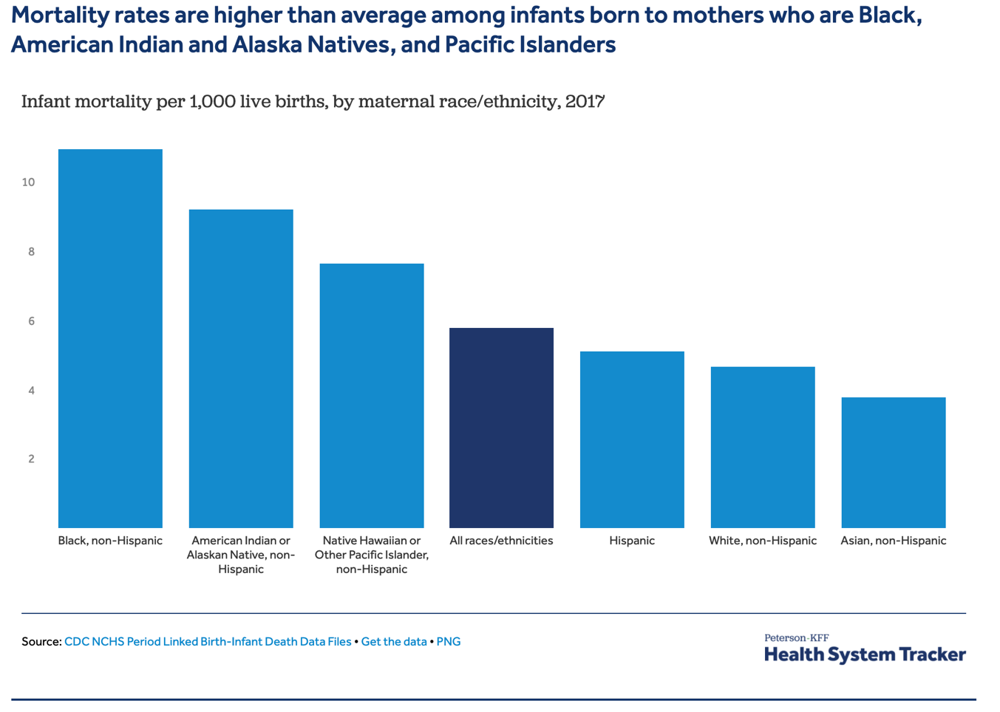 Mortality rates are higher than average among infants born to mothers who are Black,
American Indian and Alaska Natives, and Pacific Islanders
Infant mortality per 1,000 live births, by maternal race/ethnicity, 2017
10
8
6
4
2
Black, non-Hispanic
American Indian or
Alaskan Native, non-
Hispanic
Native Hawaiian or
Other Pacific Islander,
non-Hispanic
All races/ethnicities
Hispanic
White, non-Hispanic
Asian, non-Hispanic
Source: CDC NCHS Period Linked Birth-Infant Death Data Files • Get the data • PNG
Peterson-KFF
Health System Tracker